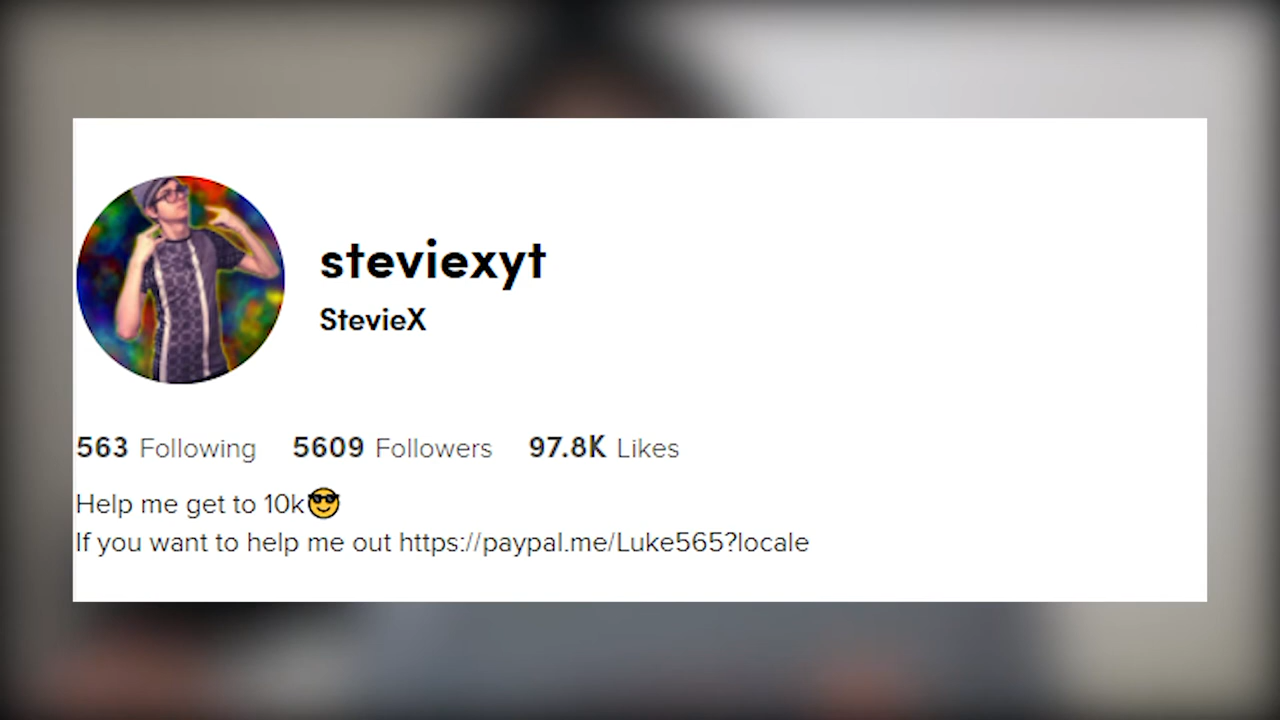 steviexyt
StevieX
563 Following 5609 Followers 97.8K Likes
Help me get to 10k😎
If you want to help me out https://paypal.me/Luke565?locale